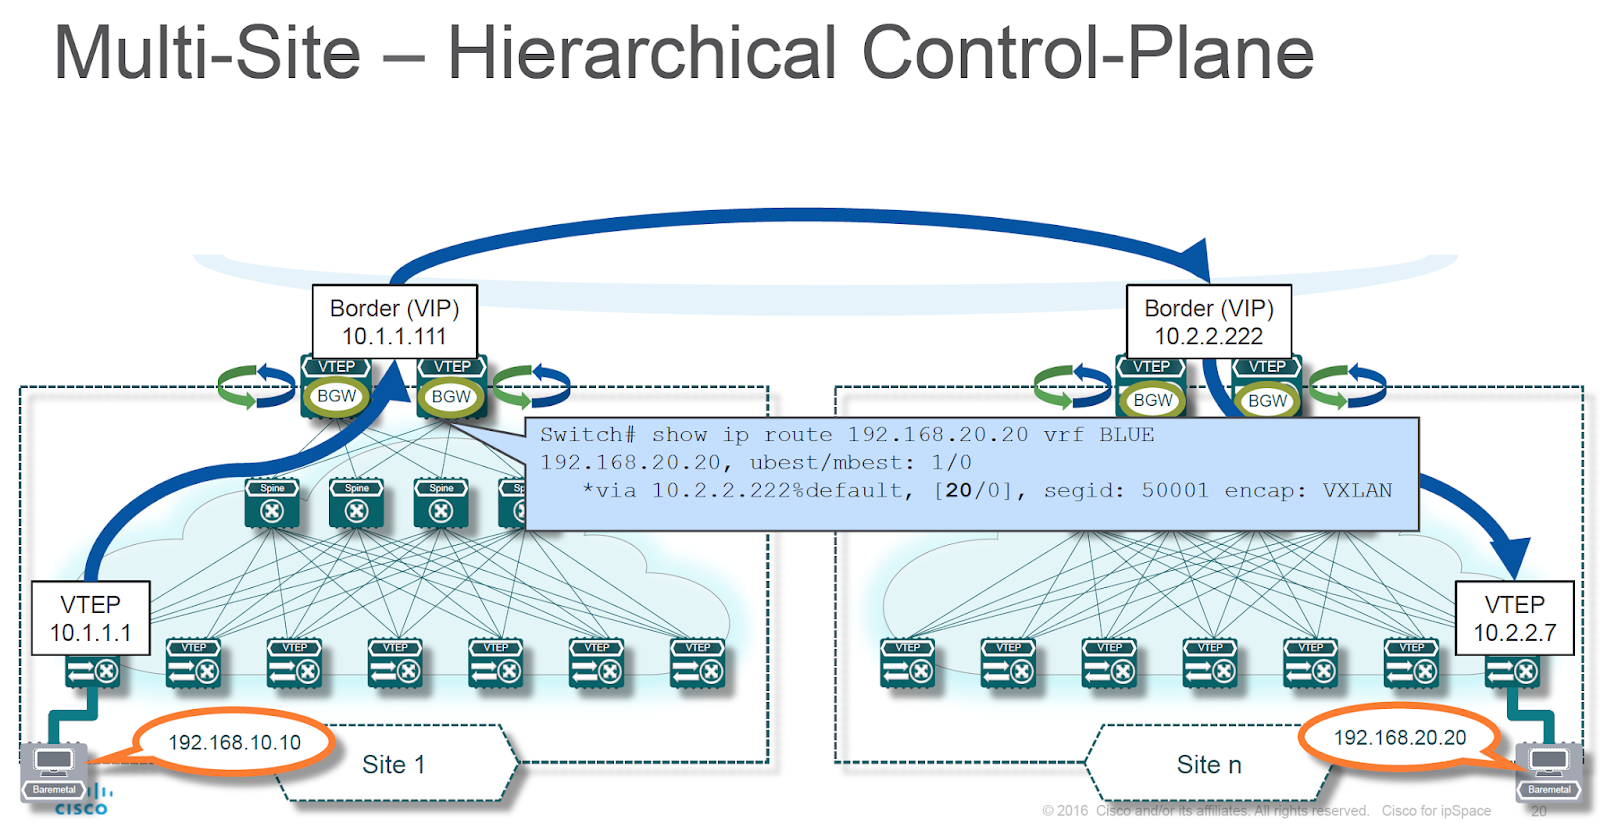 Multi-Site – Hierarchical Control-Plane
Border (VIP)
10.1.1.111
Border (VIP)
10.2.2.222
VTEP
VTEP
VTEP
VTEP
BGW
BGW
BGW
BGW
Switch# show ip route 192.168.20.20 vrf BLUE
192.168.20.20, ubest/mbest: 1/0
*via 10.2.2.222%default, [20/0], segid: 50001 encap: VXLAN
Spine
Spine
Spine
Sp
VTEP
10.1.1.1
VTEP
10.2.2.7
VTEP
VTEP
VTEP
VTEP
VTEP
VTEP
VTEP
VTEP
VTEP
VTEP
VTEP
VTEP
192.168.10.10
Site 1
Site n
192.168.20.20
Baremetal
Baremetal
CISCO
© 2016 Cisco and/or its affiliates. All rights reserved. Cisco for ipSpace 20